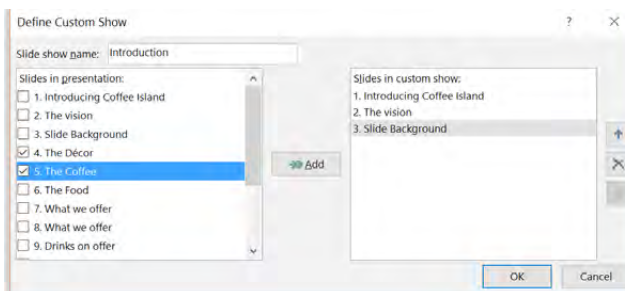 Define Custom Show
Slide show name: Introduction
Slides in presentation:
1. Introducing Coffee Island
2. The vision
3. Slide Background
4. The Décor
5. The Coffee
6. The Food
7. What we offer
8. What we offer
9. Drinks on offer
Add
Slides in custom show:
1. Introducing Coffee Island
2. The vision
3. Slide Background
OK Cancel